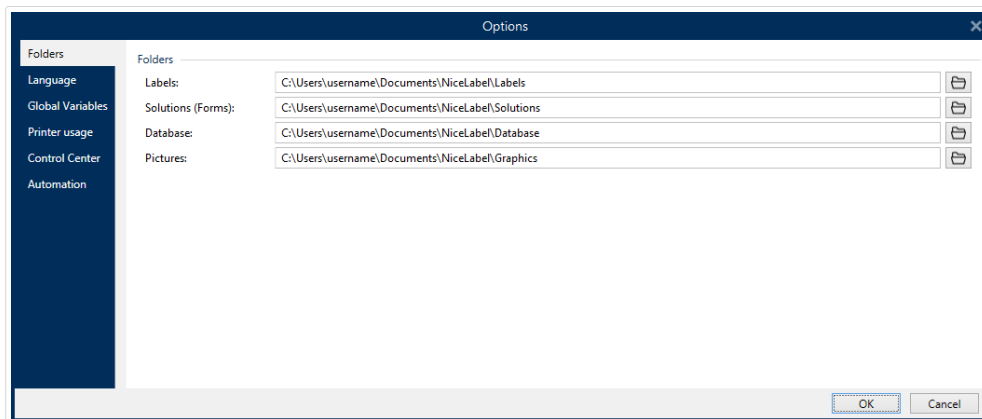 Options
Folders
Language
Global Variables
Printer usage
Control Center
Automation
Folders
Labels: C:\Users\username\Documents\NiceLabel\Labels
Solutions (Forms): C:\Users\username\Documents\NiceLabel\Solutions
Database: C:\Users\username\Documents\NiceLabel\Database
Pictures: C:\Users\username\Documents\NiceLabel\Graphics
OK Cancel